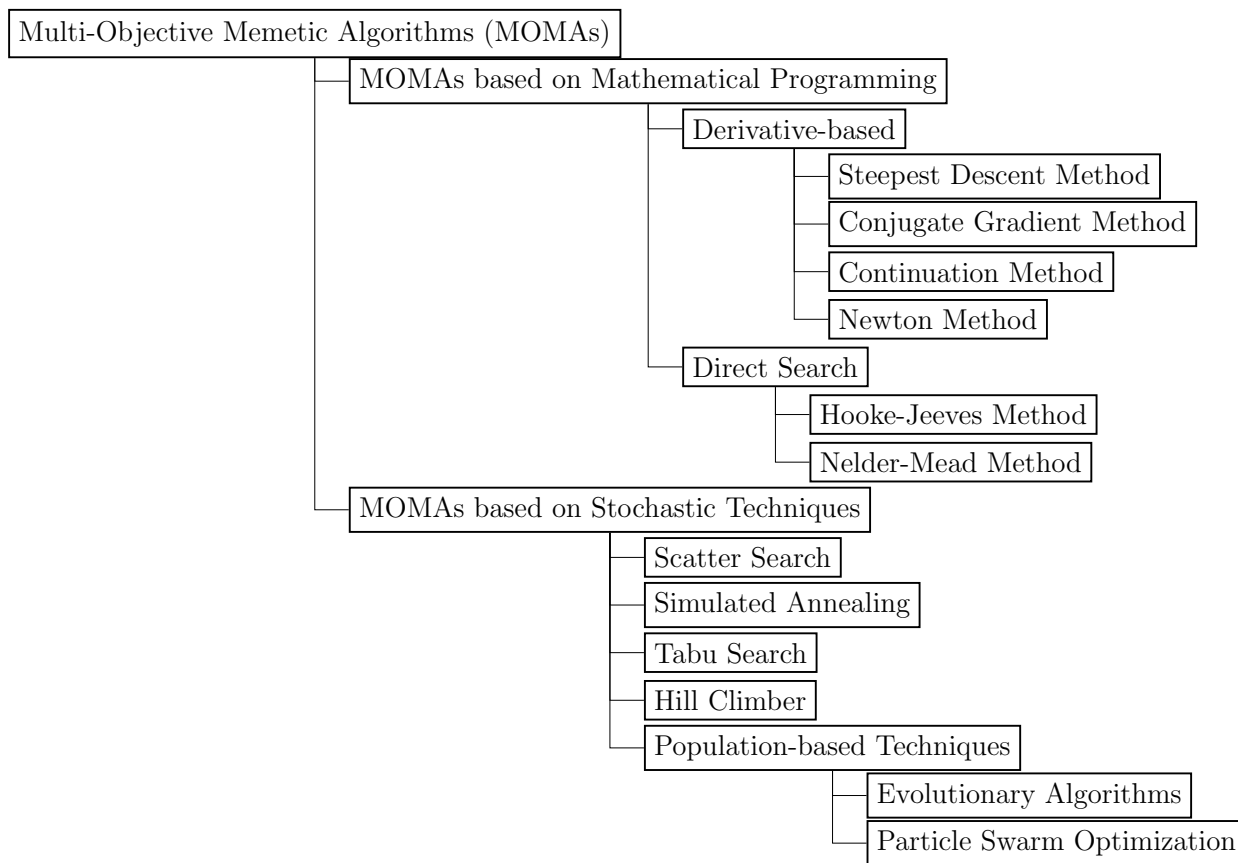 Multi-Objective Memetic Algorithms (MOMAs)
MOMAs based on Mathematical Programming
Derivative-based
Steepest Descent Method
Conjugate Gradient Method
Continuation Method
Newton Method
Direct Search
Hooke-Jeeves Method
Nelder-Mead Method
MOMAs based on Stochastic Techniques
Scatter Search
Simulated Annealing
Tabu Search
Hill Climber
Population-based Techniques
Evolutionary Algorithms
Particle Swarm Optimization